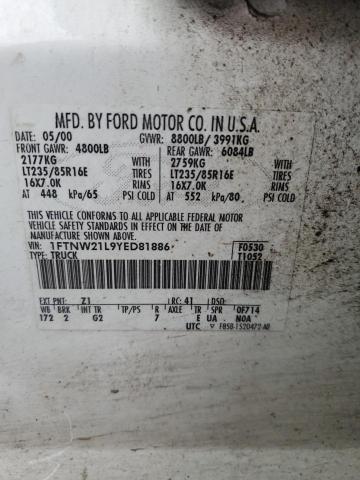 MFD. BY FORD MOTOR CO. IN U.S.A.
DATE: 05/00 GVWR: 8800LB/ 3991KG
FRONT GAWR: 4800LB REAR GAWR: 6084LB
2177KG WITH 2759KG WITH
LT235/85R16E TIRES LT235/85R16E TIRES
16X7.0K RIMS 16X7.0K RIMS
AT 448 kPa/65 PSI COLD AT 552 kPa/80 PSI COLD
THIS VEHICLE CONFORMS TO ALL APPLICABLE FEDERAL MOTOR
VEHICLE SAFETY STANDARDS IN EFFECT ON THE DATE OF MANUFACTURE
SHOWN ABOVE.
VIN: 1FTNW21L9YED81886 F0530
TYPE: TRUCK T1052
EXT PNT: Z1 RC: 41 DSO:
WB BRK INT TR TP/PS R AXLE TR SPR 0F714
172 2 G2 7 E UA N0A
UTC F85B-1520472-AB